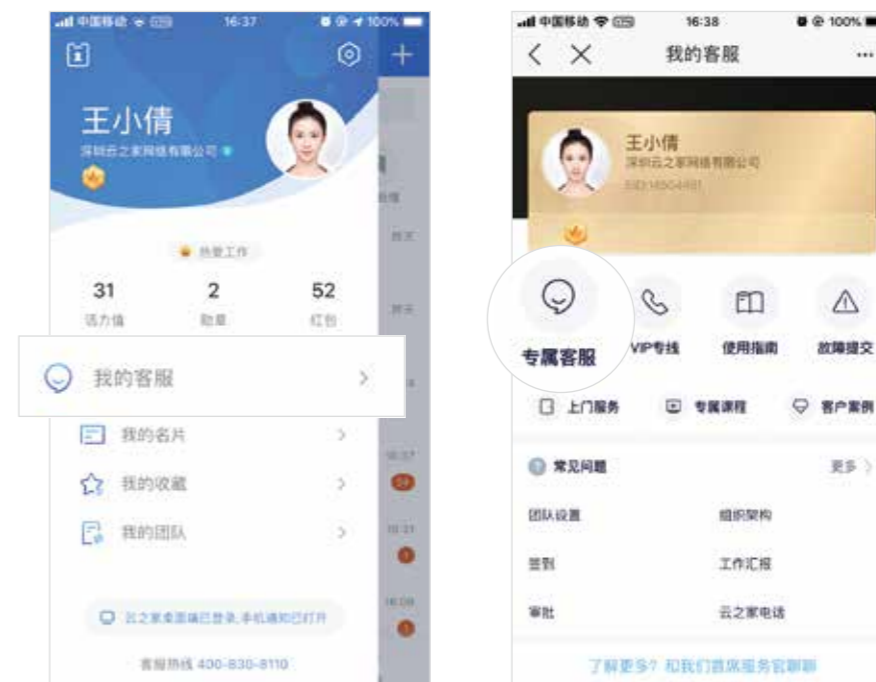 中国移动 16:37 100%
王小倩
深圳云之家网络有限公司
热爱工作
31 2 52
活力值 勋章 红包
我的客服
我的名片
我的收藏
我的团队
云之家桌面端已登录,手机通知已打开
客服热线 400-830-8110
昨天
昨天
16:37
16:09
中国移动 16:38 100%
我的客服
王小倩
深圳云之家网络有限公司
专属客服 VIP专线 使用指南 故障提交
上门服务 专属课程 客户案例
常见问题 更多
团队设置 组织架构
签到 工作汇报
审批 云之家电话
了解更多? 和我们首席服务官聊聊